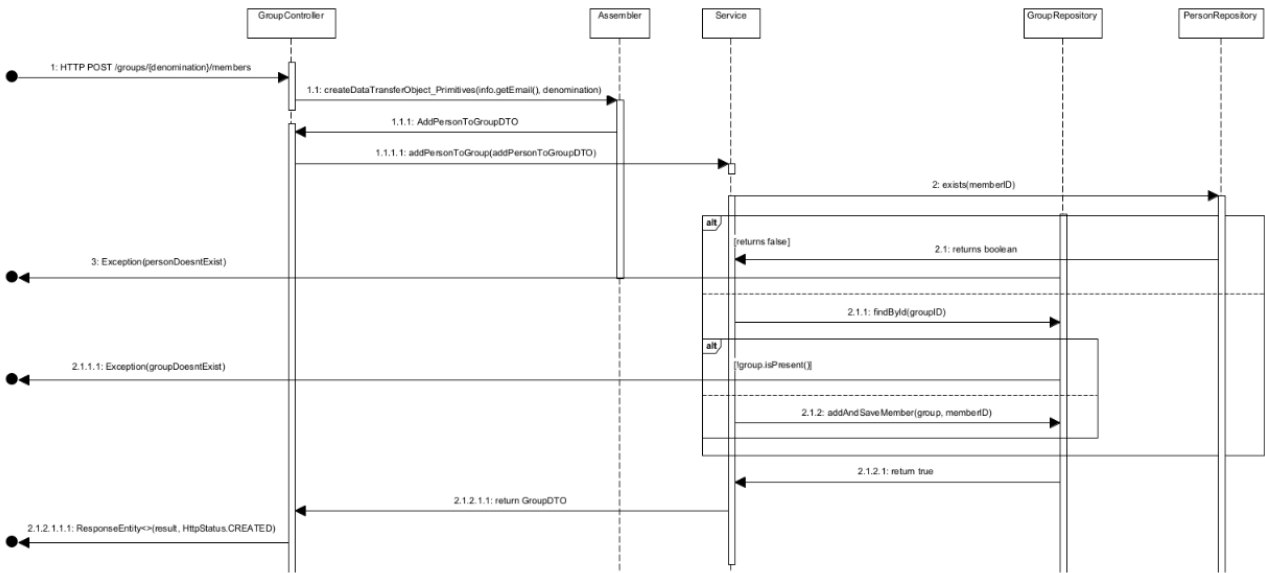 GroupController
Assembler
Service
GroupRepository
PersonRepository
1: HTTP POST /groups/{denomination}/members
1.1: createDataTransferObject_Primitives(info.getEmail(), denomination)
1.1.1: AddPersonToGroupDTO
1.1.1.1: addPersonToGroup(addPersonToGroupDTO)
2: exists(memberID)
alt
[returns false]
2.1: returns boolean
3: Exception(personDoesntExist)
2.1.1: findById(groupID)
alt
[!group.isPresent()]
2.1.1.1: Exception(groupDoesntExist)
2.1.2: addAndSaveMember(group, memberID)
2.1.2.1: return true
2.1.2.1.1: return GroupDTO
2.1.2.1.1.1: ResponseEntity<>(result, HttpStatus.CREATED)